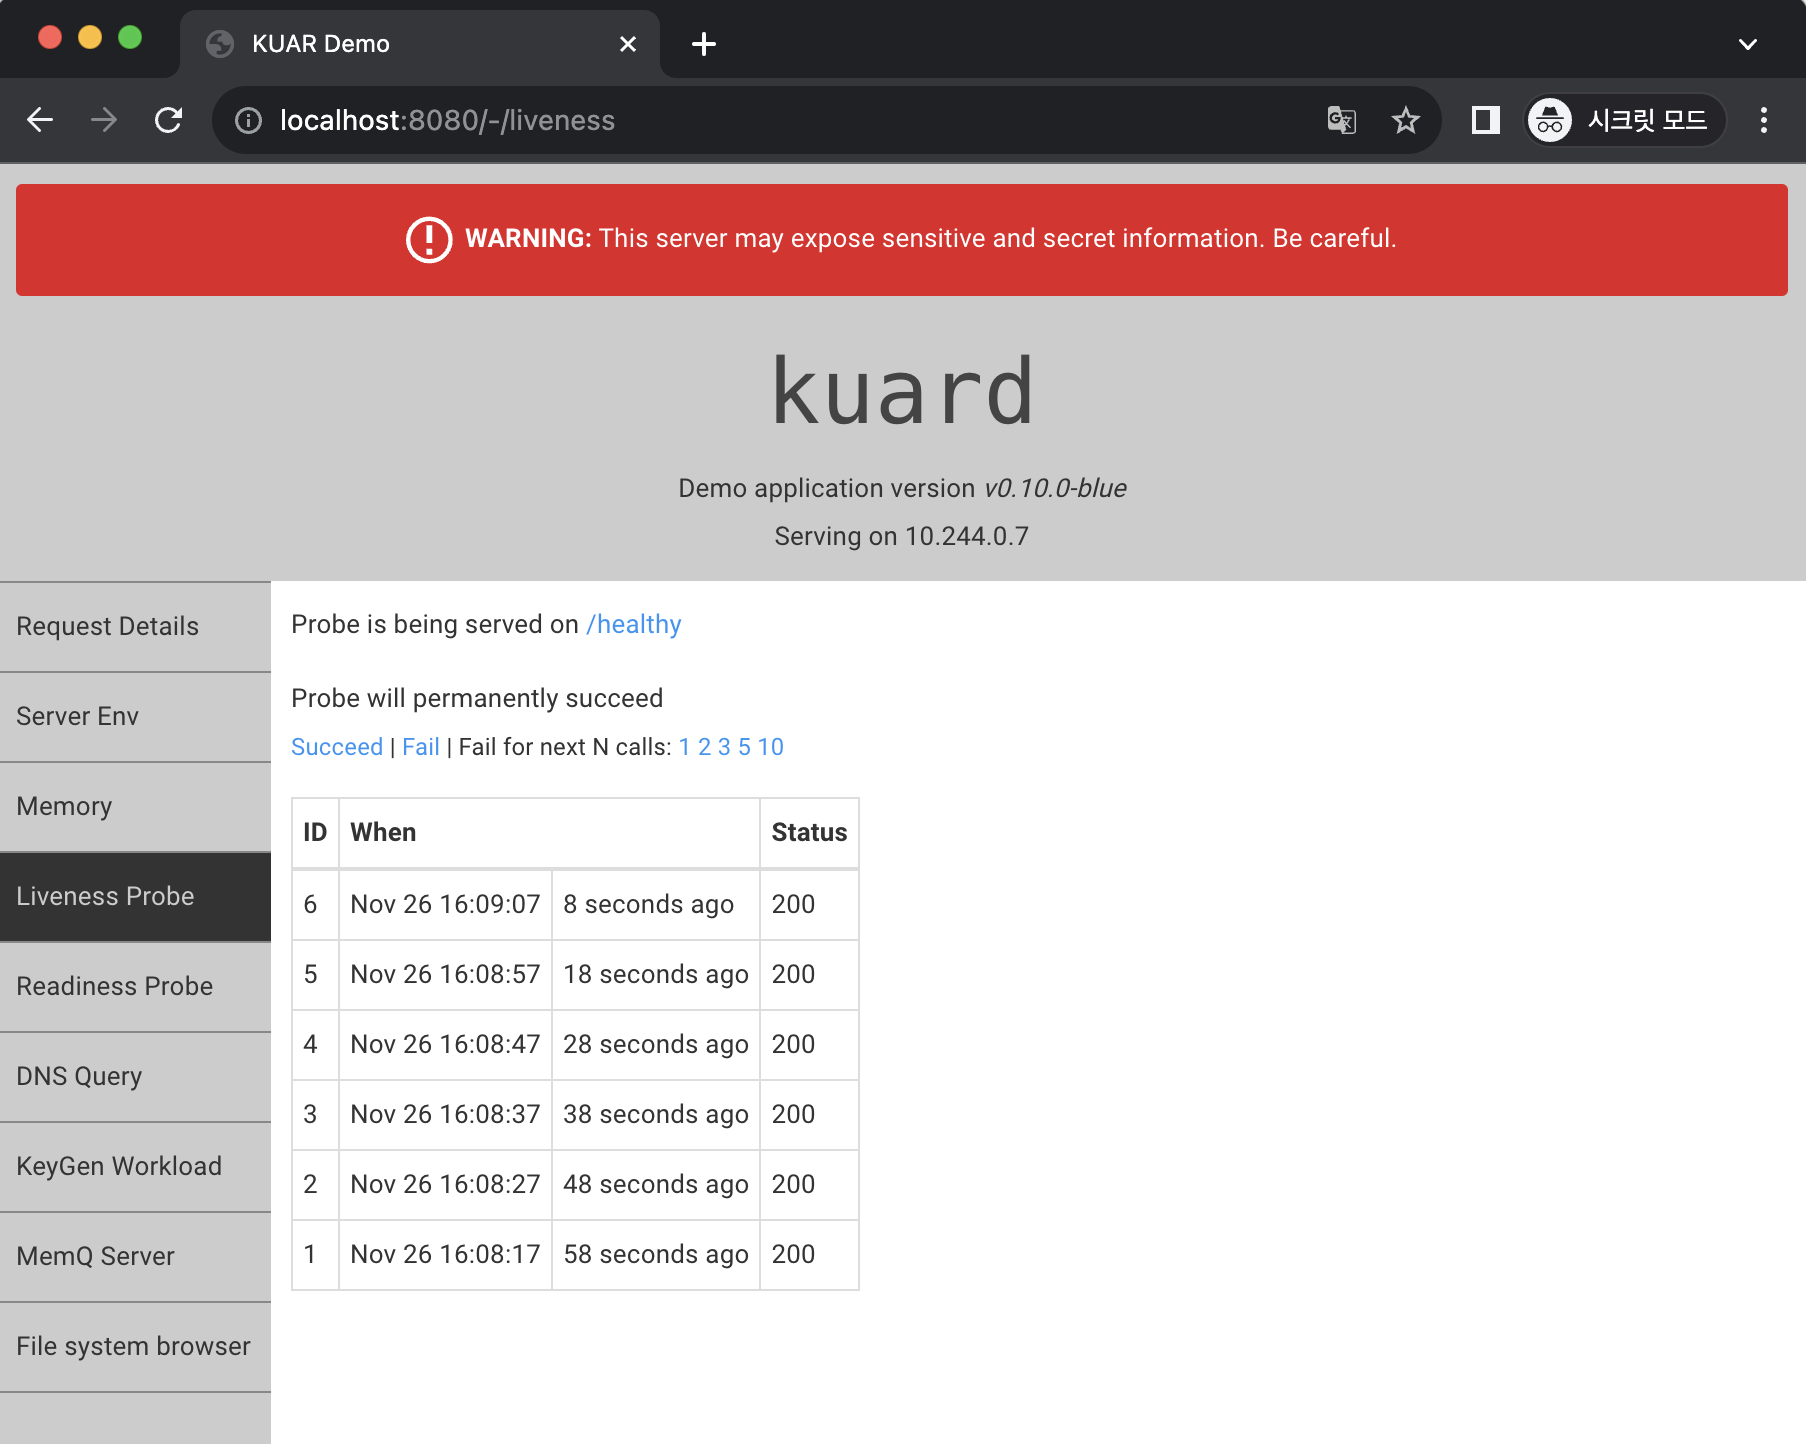 KUAR Demo
localhost:8080/-/liveness
시크릿 모드
WARNING: This server may expose sensitive and secret information. Be careful.
kuard
Demo application version v0.10.0-blue
Serving on 10.244.0.7
Request Details
Server Env
Memory
Liveness Probe
Readiness Probe
DNS Query
KeyGen Workload
MemQ Server
File system browser
Probe is being served on /healthy
Probe will permanently succeed
Succeed | Fail | Fail for next N calls: 1 2 3 5 10
ID When Status
6 Nov 26 16:09:07 8 seconds ago 200
5 Nov 26 16:08:57 18 seconds ago 200
4 Nov 26 16:08:47 28 seconds ago 200
3 Nov 26 16:08:37 38 seconds ago 200
2 Nov 26 16:08:27 48 seconds ago 200
1 Nov 26 16:08:17 58 seconds ago 200